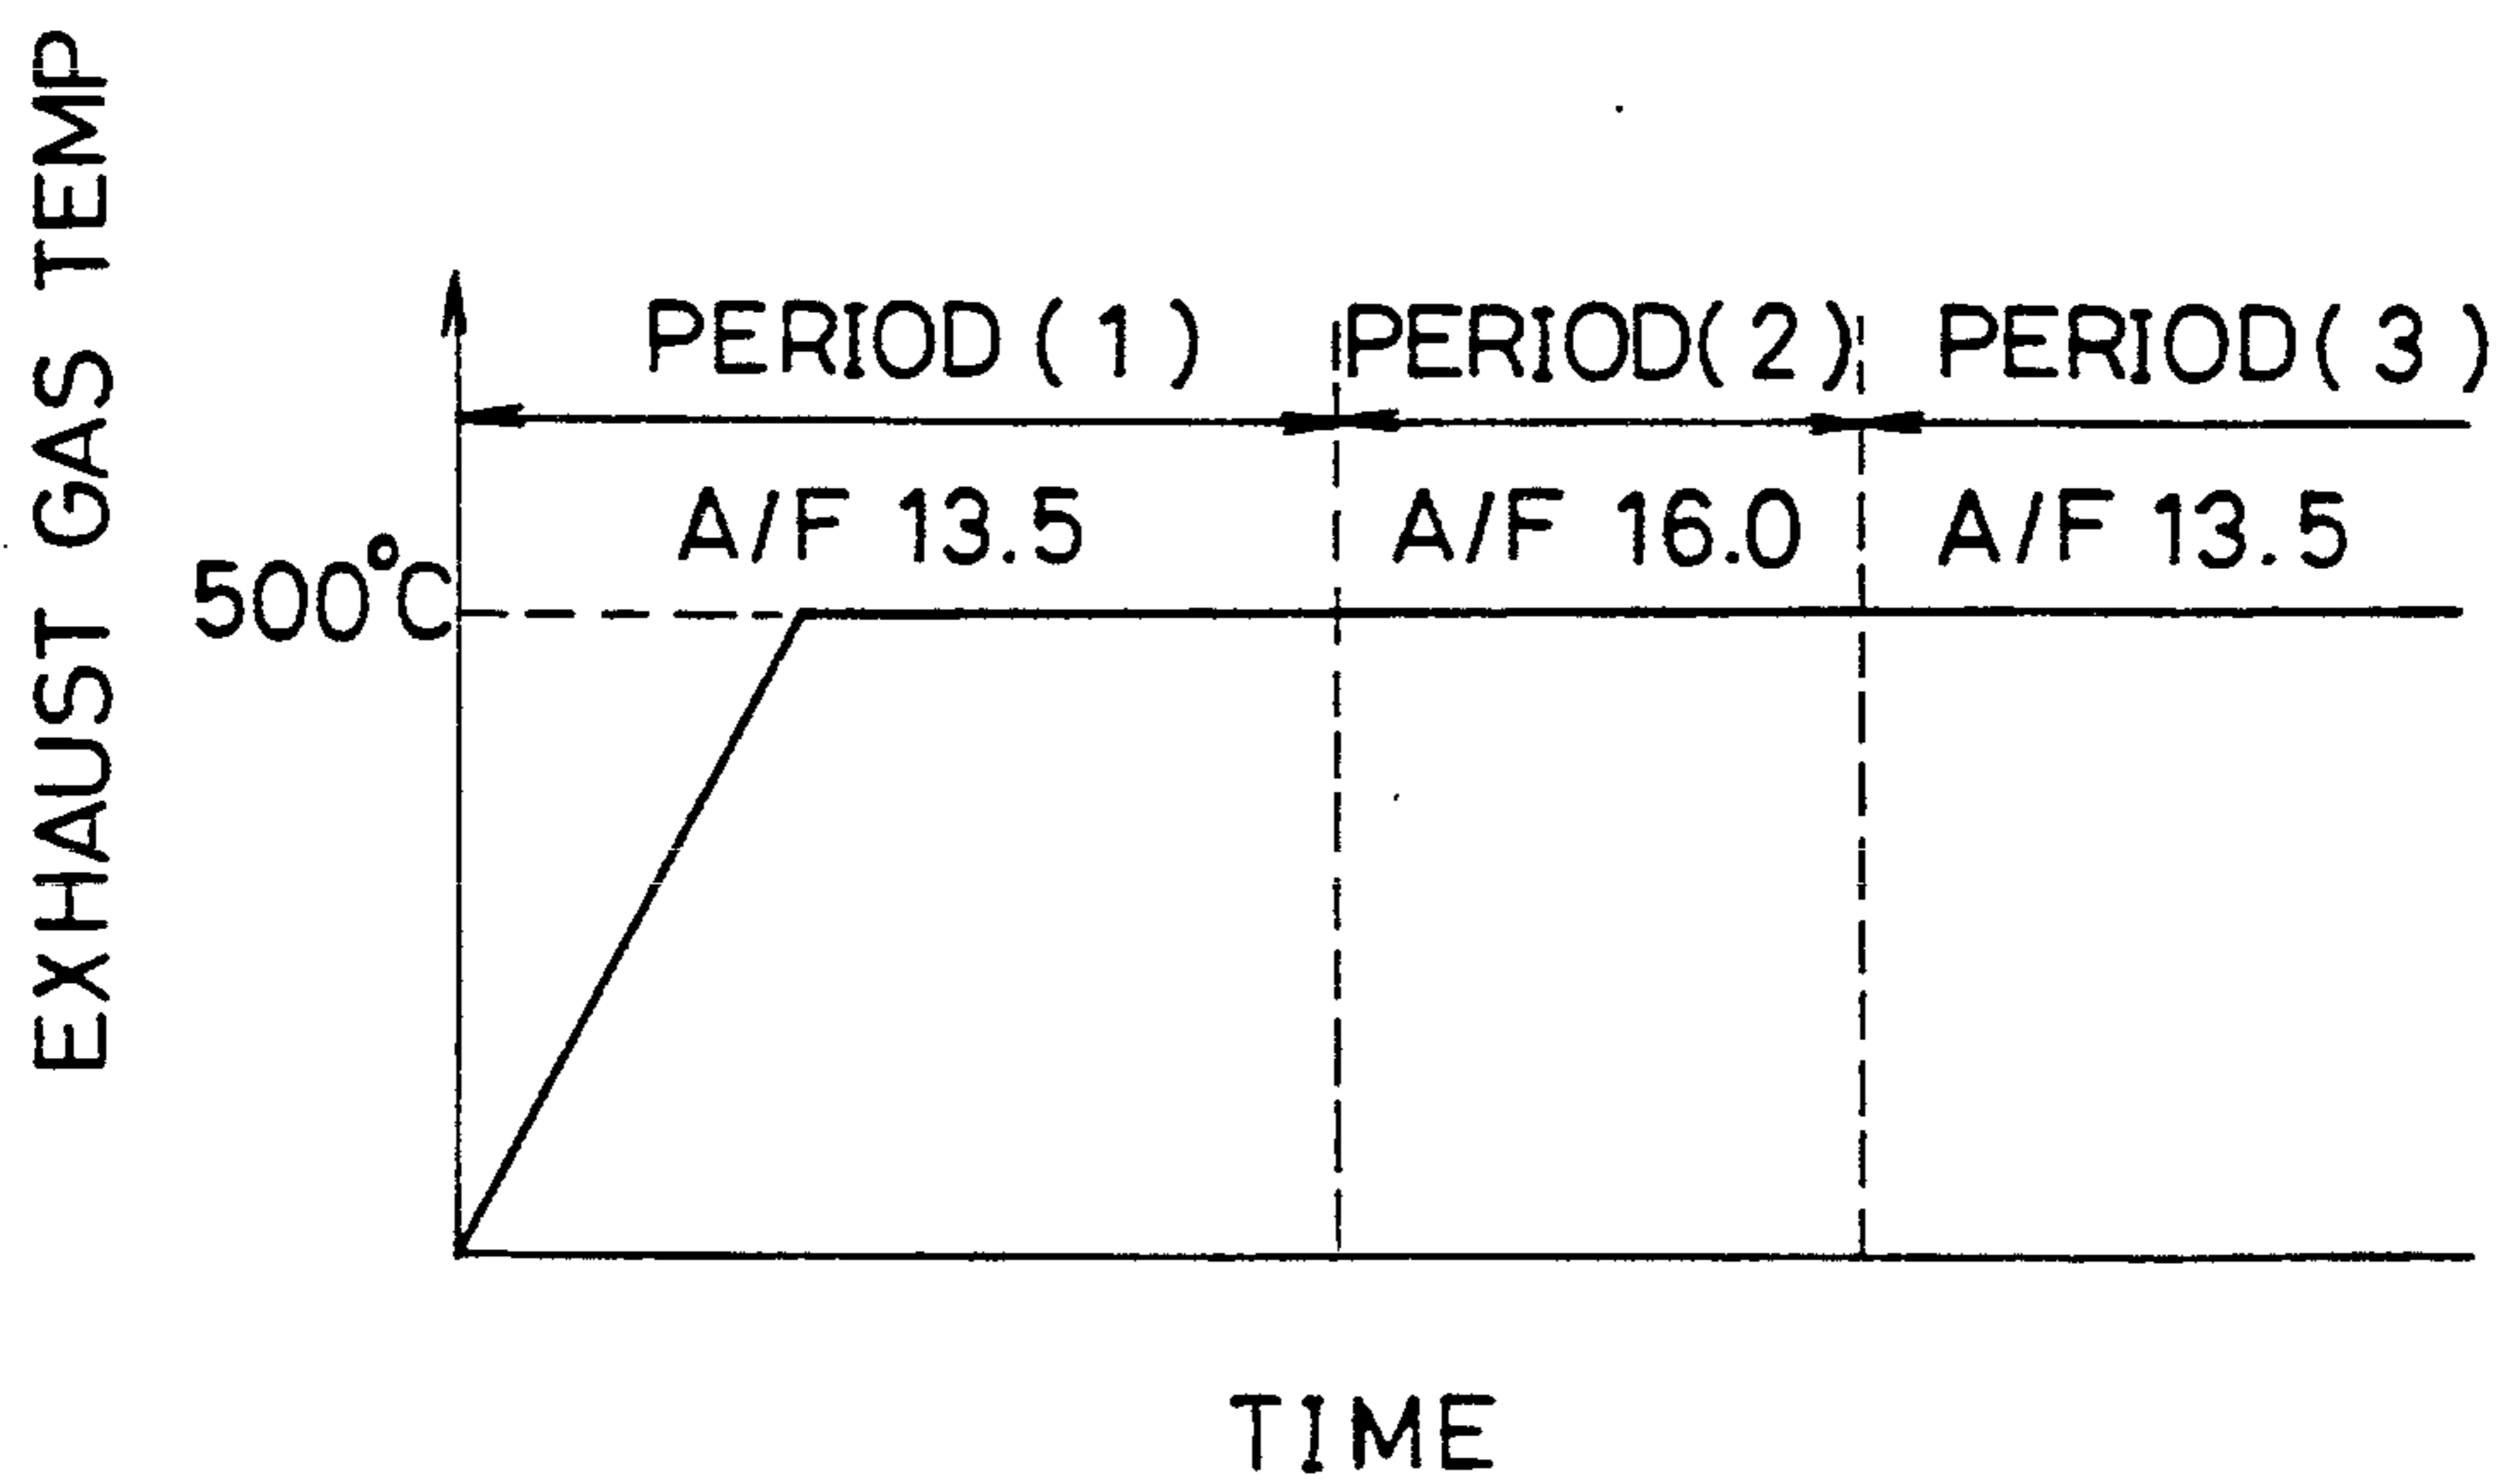 EXHAUST GAS TEMP
PERIOD(1) PERIOD(2) PERIOD(3)
A/F 13.5 A/F 16.0 A/F 13.5
500°C
TIME